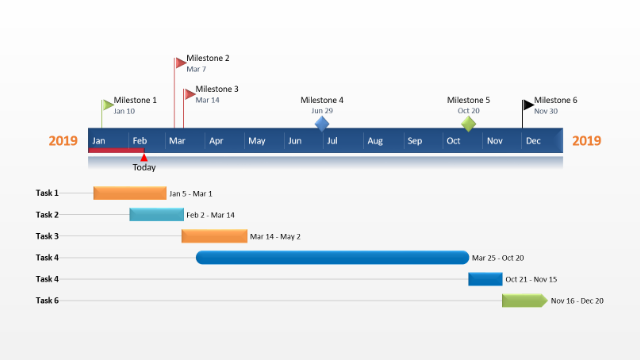 Milestone 2
Mar 7
Milestone 3
Mar 14
Milestone 1
Jan 10
Milestone 4
Jun 29
Milestone 5
Oct 20
Milestone 6
Nov 30
2019 Jan Feb Mar Apr May Jun Jul Aug Sep Oct Nov Dec 2019
Today
Task 1 Jan 5 - Mar 1
Task 2 Feb 2 - Mar 14
Task 3 Mar 14 - May 2
Task 4 Mar 25 - Oct 20
Task 4 Oct 21 - Nov 15
Task 6 Nov 16 - Dec 20